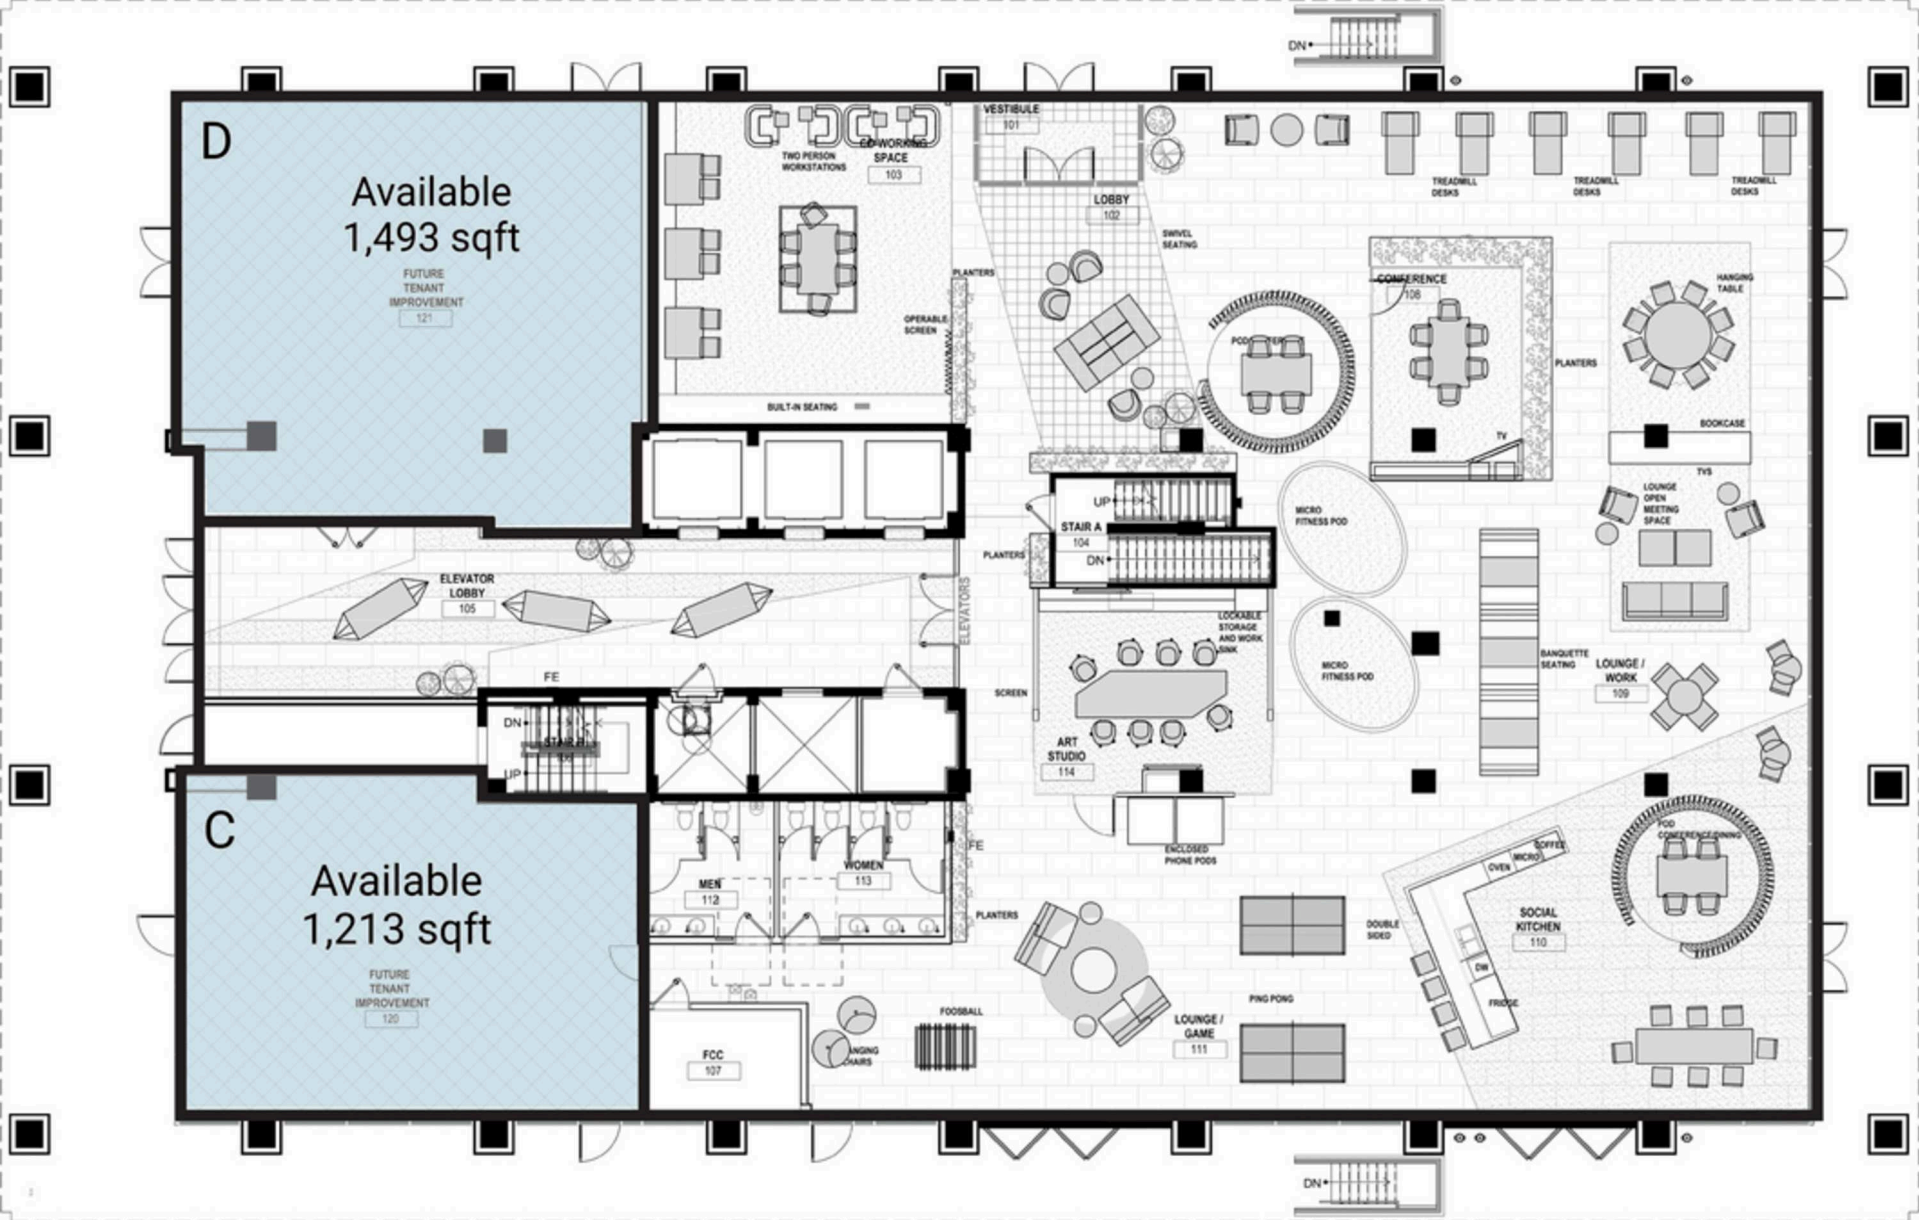 DN
D
Available
1,493 sqft
FUTURE
TENANT
IMPROVEMENT
121
TWO PERSON
WORKSTATIONS
CO-WORKING
SPACE
103
VESTIBULE
101
LOBBY
102
SWIVEL
SEATING
TREADMILL
DESKS
TREADMILL
DESKS
TREADMILL
DESKS
PLANTERS
OPERABLE
SCREEN
BUILT-IN SEATING
CONFERENCE
108
PLANTERS
TV
HANGING
TABLE
BOOKCASE
TVS
LOUNGE
OPEN
MEETING
SPACE
UP
STAIR A
104
DN
PLANTERS
MICRO
FITNESS POD
MICRO
FITNESS POD
ELEVATOR
LOBBY
105
ELEVATORS
FE
LOCKABLE
STORAGE
AND WORK
SINK
SCREEN
ART
STUDIO
114
BANQUETTE
SEATING
LOUNGE /
WORK
109
DN
UP
C
Available
1,213 sqft
FUTURE
TENANT
IMPROVEMENT
120
MEN
112
WOMEN
113
FE
PLANTERS
ENCLOSED
PHONE PODS
DOUBLE
SIDED
PING PONG
LOUNGE /
GAME
111
FOOSBALL
FCC
107
POD
CONFERENCE/DINING
COFFEE
MICRO
OVEN
SOCIAL
KITCHEN
110
DW
FRIDGE
DN